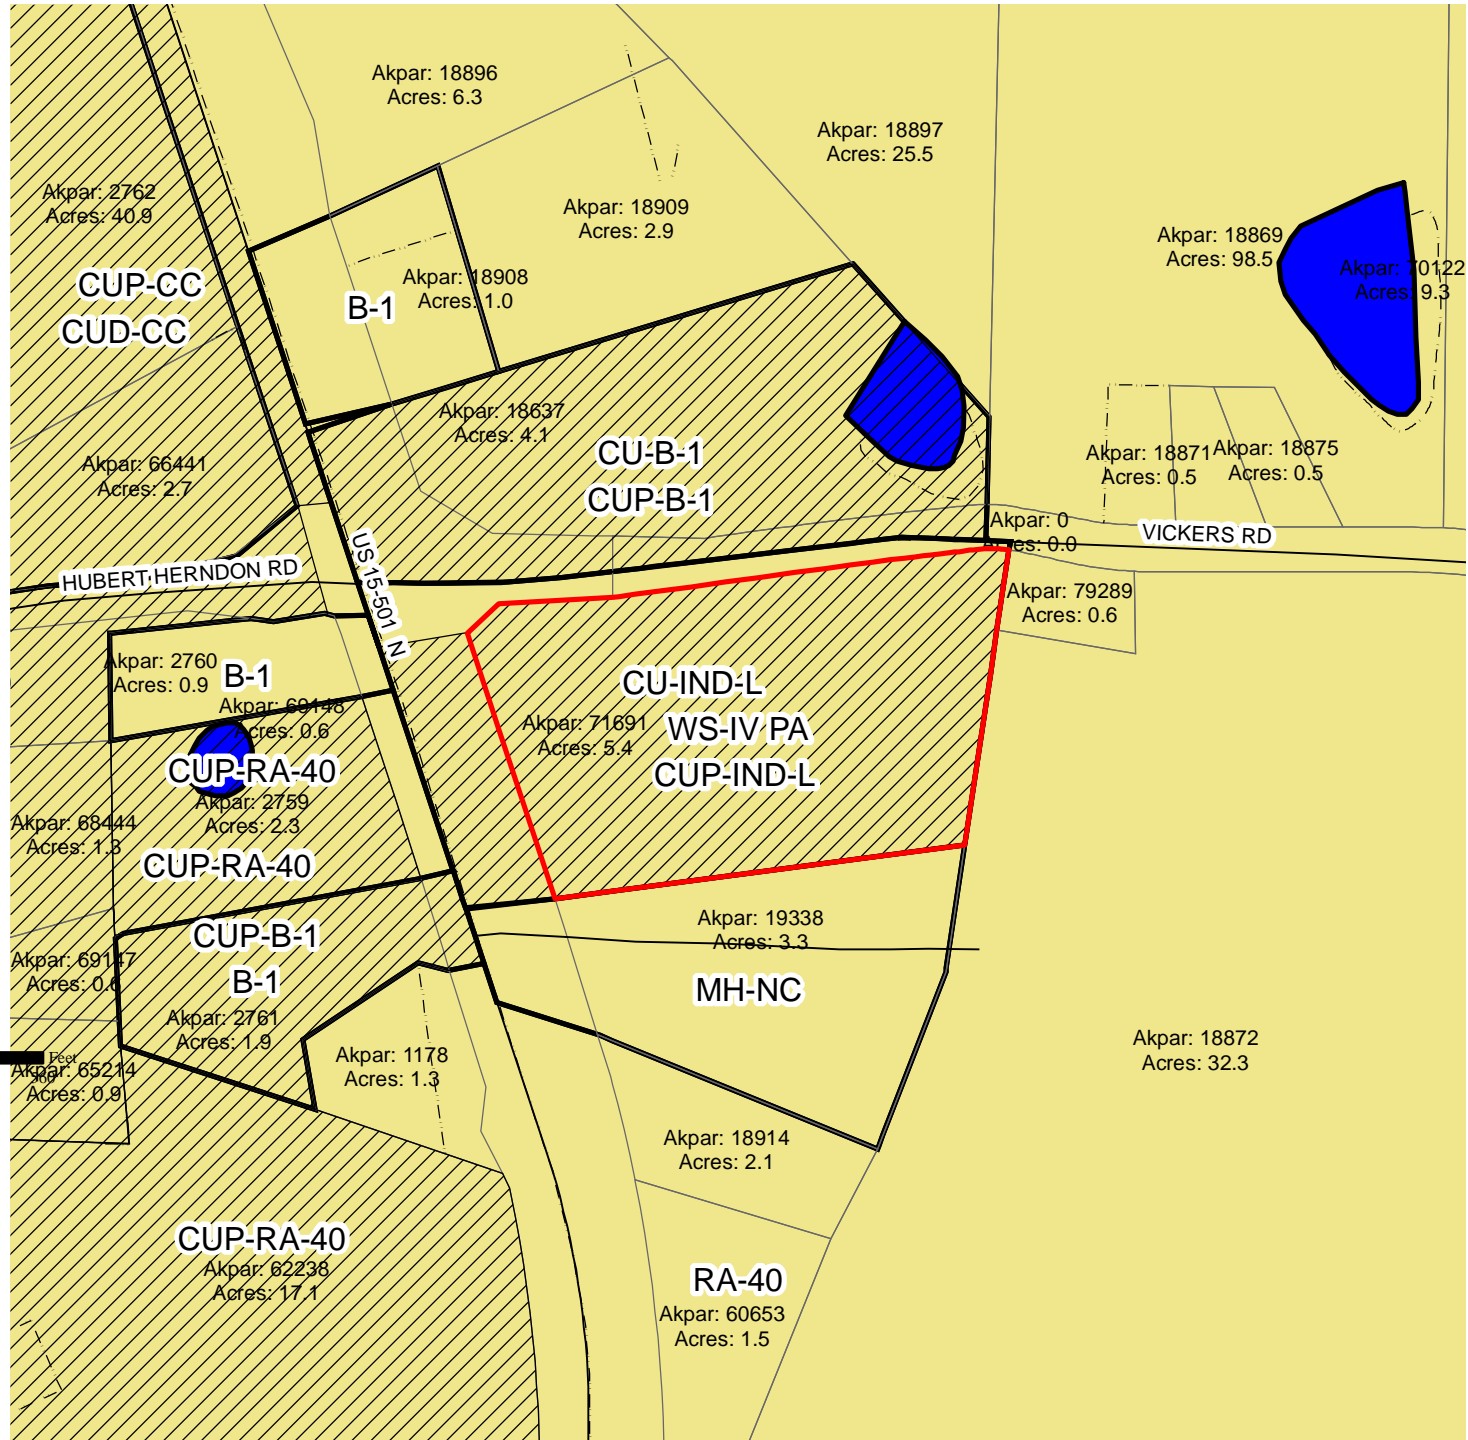 Akpar: 18896
Acres: 6.3
Akpar: 18897
Acres: 25.5
Akpar: 2762
Acres: 40.9
Akpar: 18909
Acres: 2.9
Akpar: 18869
Acres: 98.5
Akpar: 70122
Acres: 9.3
CUP-CC
CUD-CC
B-1
Akpar: 18908
Acres: 1.0
Akpar: 18637
Acres: 4.1
CU-B-1
CUP-B-1
Akpar: 66441
Acres: 2.7
Akpar: 18871
Acres: 0.5
Akpar: 18875
Acres: 0.5
Akpar: 0
Acres: 0.0
VICKERS RD
HUBERT HERNDON RD
US 15-501 N
Akpar: 79289
Acres: 0.6
Akpar: 2760
Acres: 0.9
B-1
Akpar: 69148
Acres: 0.6
CU-IND-L
WS-IV PA
CUP-IND-L
Akpar: 71691
Acres: 5.4
CUP-RA-40
Akpar: 2759
Acres: 2.3
Akpar: 68444
Acres: 1.3
CUP-RA-40
Akpar: 19338
Acres: 3.3
CUP-B-1
B-1
Akpar: 69147
Acres: 0.6
MH-NC
Akpar: 2761
Acres: 1.9
Akpar: 1178
Acres: 1.3
Feet
560
Akpar: 65214
Acres: 0.9
Akpar: 18872
Acres: 32.3
Akpar: 18914
Acres: 2.1
CUP-RA-40
Akpar: 62238
Acres: 17.1
RA-40
Akpar: 60653
Acres: 1.5